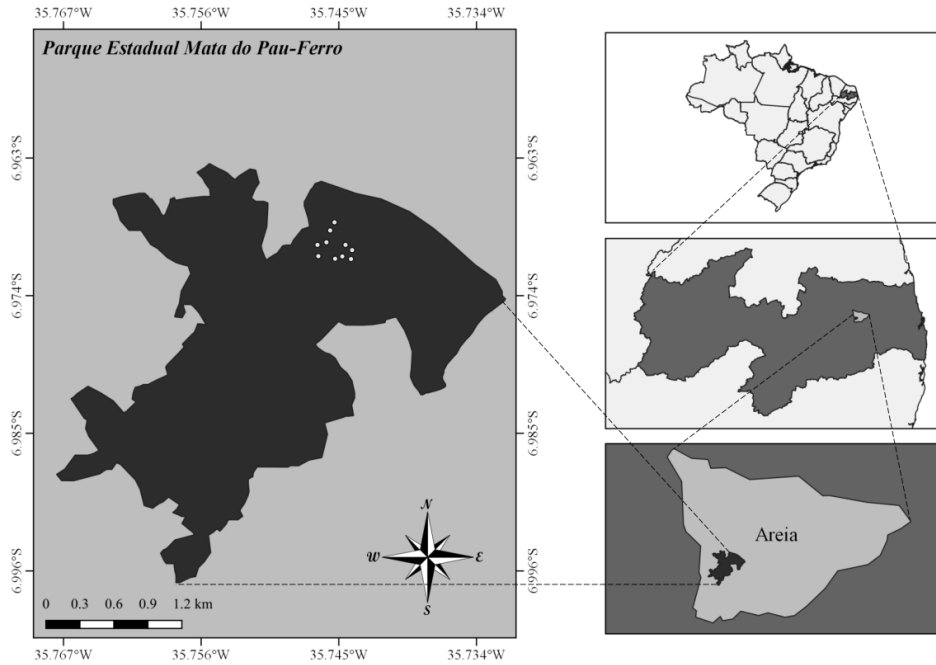 35.767°W 35.756°W 35.745°W 35.734°W
Parque Estadual Mata do Pau-Ferro
6.963°S 6.963°S
6.974°S 6.974°S
6.985°S 6.985°S
Areia
N
W E
S
6.996°S 6.996°S
0 0.3 0.6 0.9 1.2 km
35.767°W 35.756°W 35.745°W 35.734°W